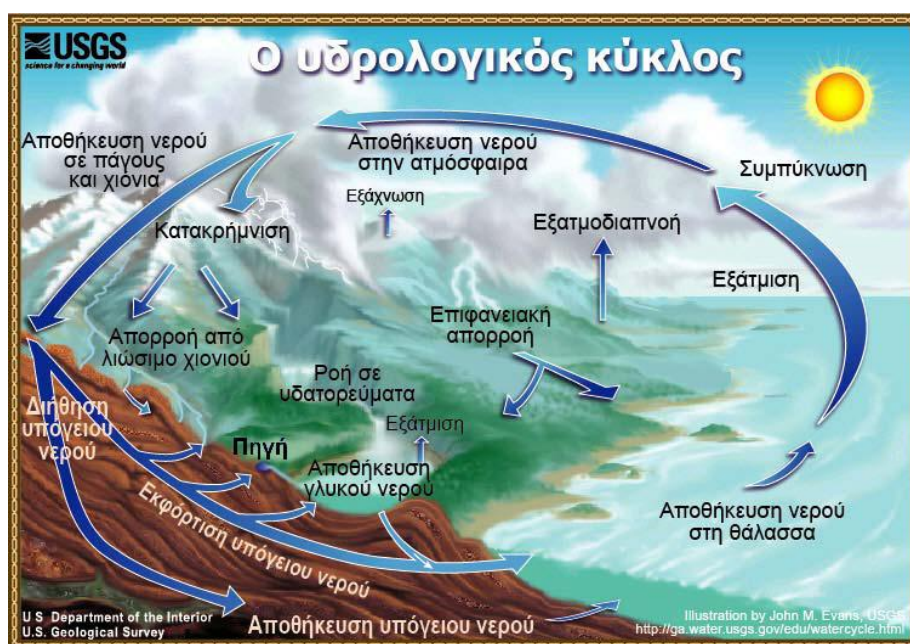 USGS
science for a changing world
Ο υδρολογικός κύκλος
Αποθήκευση νερού
σε πάγους
και χιόνια
Αποθήκευση νερού
στην ατμόσφαιρα
Συμπύκνωση
Εξάχνωση
Κατακρήμνιση
Εξατμοδιαπνοή
Εξάτμιση
Απορροή από
λιώσιμο χιονιού
Επιφανειακή
απορροή
Ροή σε
υδατορεύματα
Διήθηση
υπόγειου
νερού
Εξάτμιση
Πηγή
Αποθήκευση
γλυκού νερού
Εκφόρτιση υπόγειου νερού
Αποθήκευση νερού
στη θάλασσα
Αποθήκευση υπόγειου νερού
U S Department of the Interior
U.S. Geological Survey
Illustration by John M. Evans, USGS
http://ga.water.usgs.gov/edu/watercycle.html